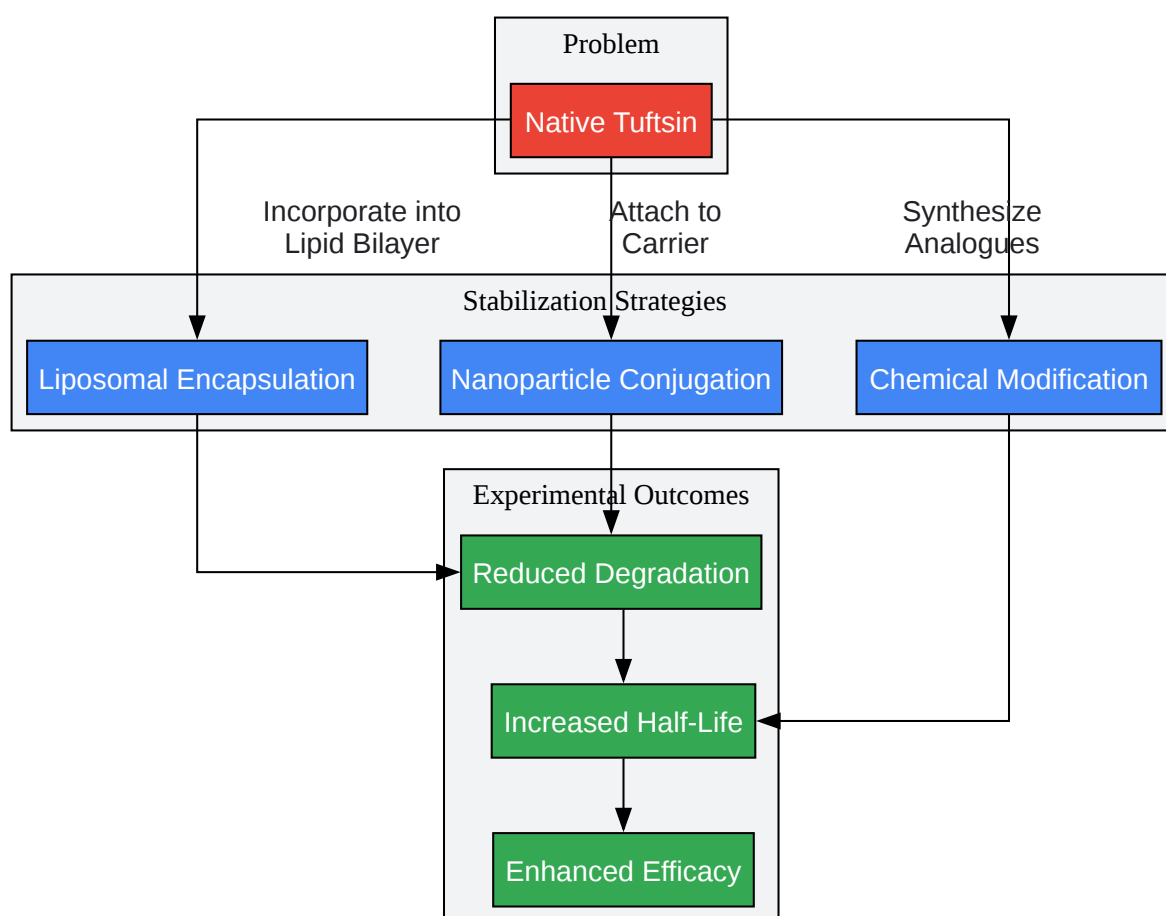 Problem
Native Tuftsin
Incorporate into
Lipid Bilayer
Attach to
Carrier
Synthesize
Analogues
Stabilization Strategies
Liposomal Encapsulation
Nanoparticle Conjugation
Chemical Modification
Experimental Outcomes
Reduced Degradation
Increased Half-Life
Enhanced Efficacy